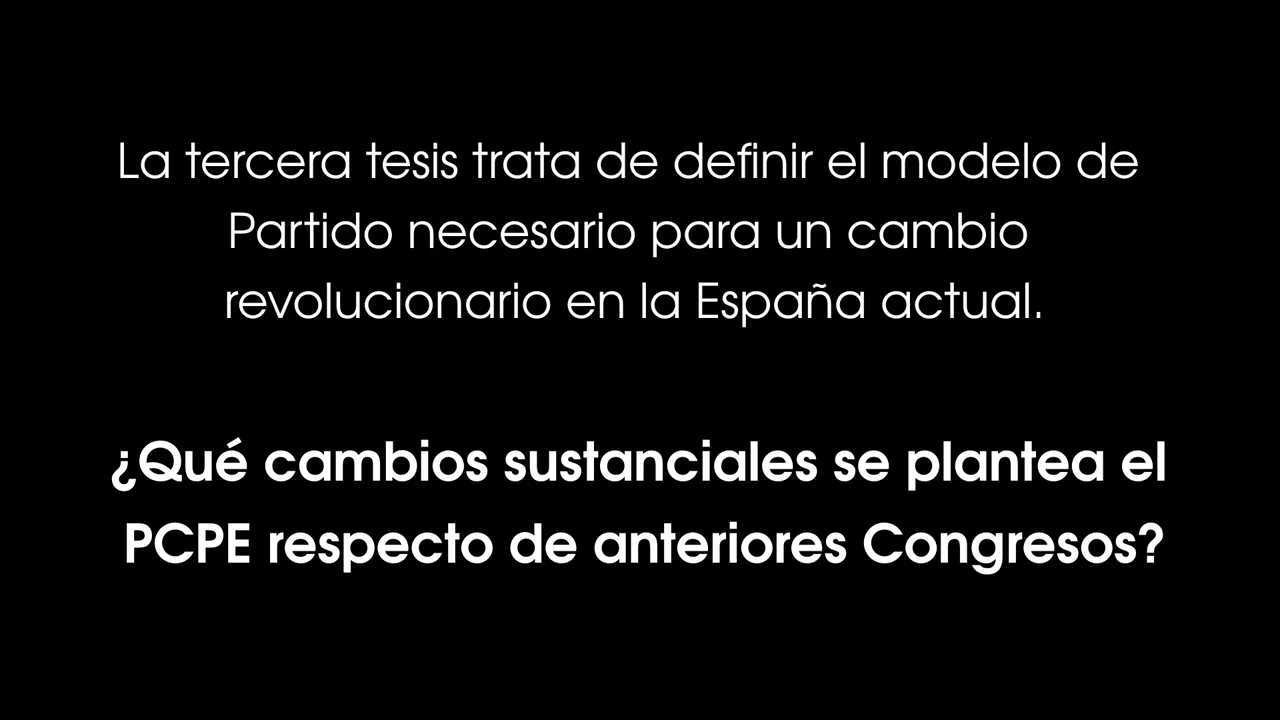 La tercera tesis trata de definir el modelo de
Partido necesario para un cambio
revolucionario en la España actual.
¿Qué cambios sustanciales se plantea el
PCPE respecto de anteriores Congresos?